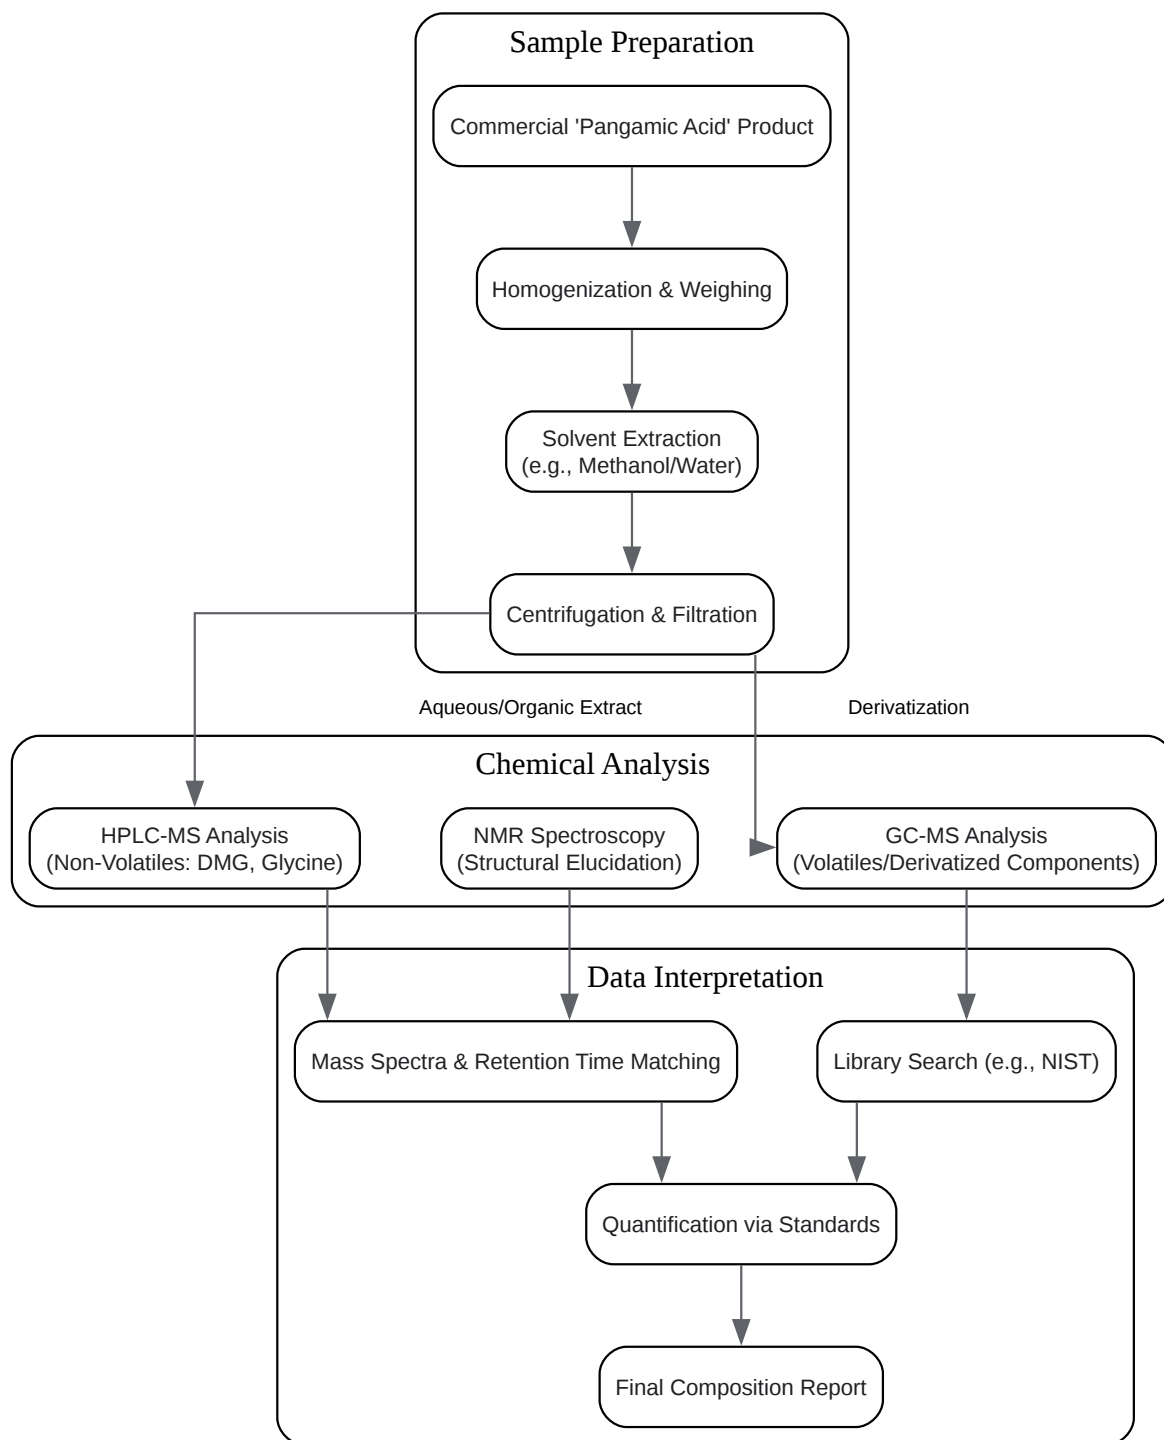 Sample Preparation
Commercial 'Pangamic Acid' Product
Homogenization & Weighing
Solvent Extraction
(e.g., Methanol/Water)
Centrifugation & Filtration
Aqueous/Organic Extract
Derivatization
Chemical Analysis
HPLC-MS Analysis
(Non-Volatiles: DMG, Glycine)
NMR Spectroscopy
(Structural Elucidation)
GC-MS Analysis
(Volatiles/Derivatized Components)
Data Interpretation
Mass Spectra & Retention Time Matching
Library Search (e.g., NIST)
Quantification via Standards
Final Composition Report